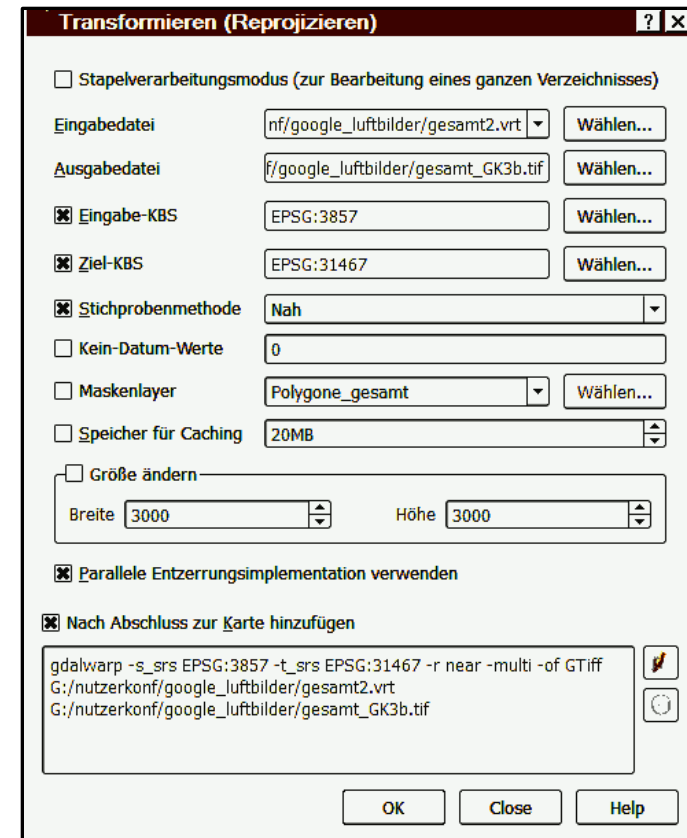 Transformieren (Reprojizieren)
? X
Stapelverarbeitungsmodus (zur Bearbeitung eines ganzen Verzeichnisses)
Eingabedatei nf/google_luftbilder/gesamt2.vrt Wählen...
Ausgabedatei f/google_luftbilder/gesamt_GK3b.tif Wählen...
Eingabe-KBS EPSG:3857 Wählen...
Ziel-KBS EPSG:31467 Wählen...
Stichprobenmethode Nah
Kein-Datum-Werte 0
Maskenlayer Polygone_gesamt Wählen...
Speicher für Caching 20MB
Größe ändern
Breite 3000 Höhe 3000
Parallele Entzerrungsimplementation verwenden
Nach Abschluss zur Karte hinzufügen
gdalwarp -s_srs EPSG:3857 -t_srs EPSG:31467 -r near -multi -of GTiff
G:/nutzerkonf/google_luftbilder/gesamt2.vrt
G:/nutzerkonf/google_luftbilder/gesamt_GK3b.tif
OK Close Help